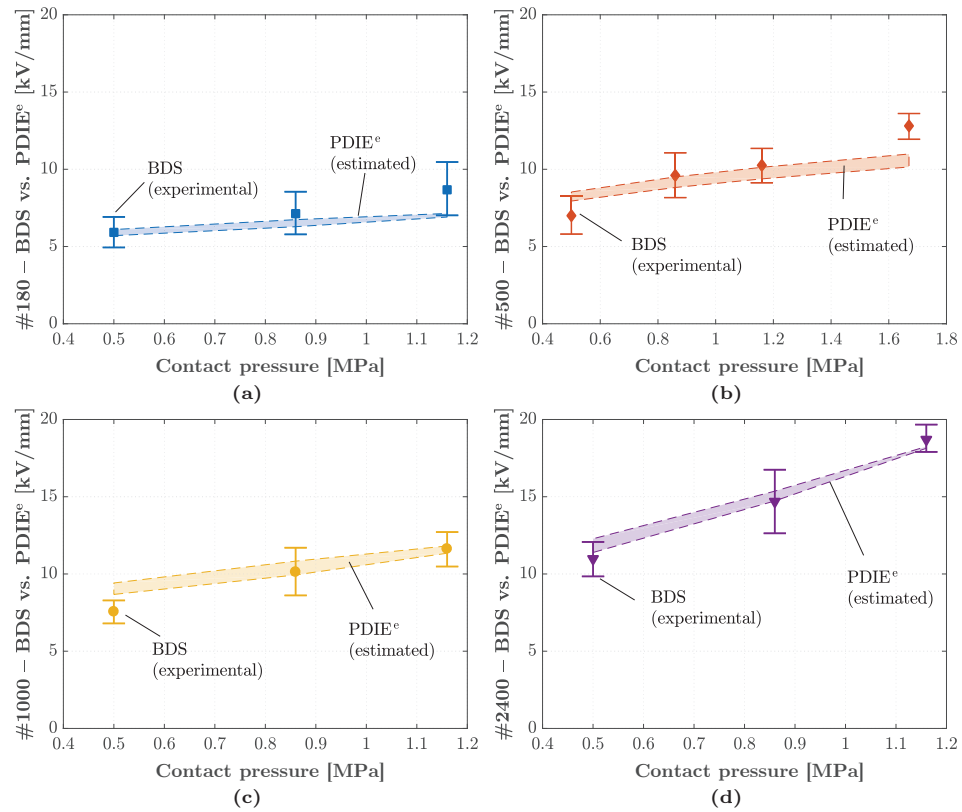 #180 – BDS vs. PDIEᵉ [kV/mm]
20
15
10
5
0
BDS
(experimental)
PDIEᵉ
(estimated)
0.4 0.5 0.6 0.7 0.8 0.9 1 1.1 1.2
Contact pressure [MPa]
(a)
#500 – BDS vs. PDIEᵉ [kV/mm]
20
15
10
5
0
BDS
(experimental)
PDIEᵉ
(estimated)
0.4 0.6 0.8 1 1.2 1.4 1.6 1.8
Contact pressure [MPa]
(b)
#1000 – BDS vs. PDIEᵉ [kV/mm]
20
15
10
5
0
BDS
(experimental)
PDIEᵉ
(estimated)
0.4 0.5 0.6 0.7 0.8 0.9 1 1.1 1.2
Contact pressure [MPa]
(c)
#2400 – BDS vs. PDIEᵉ [kV/mm]
20
15
10
5
0
BDS
(experimental)
PDIEᵉ
(estimated)
0.4 0.5 0.6 0.7 0.8 0.9 1 1.1 1.2
Contact pressure [MPa]
(d)